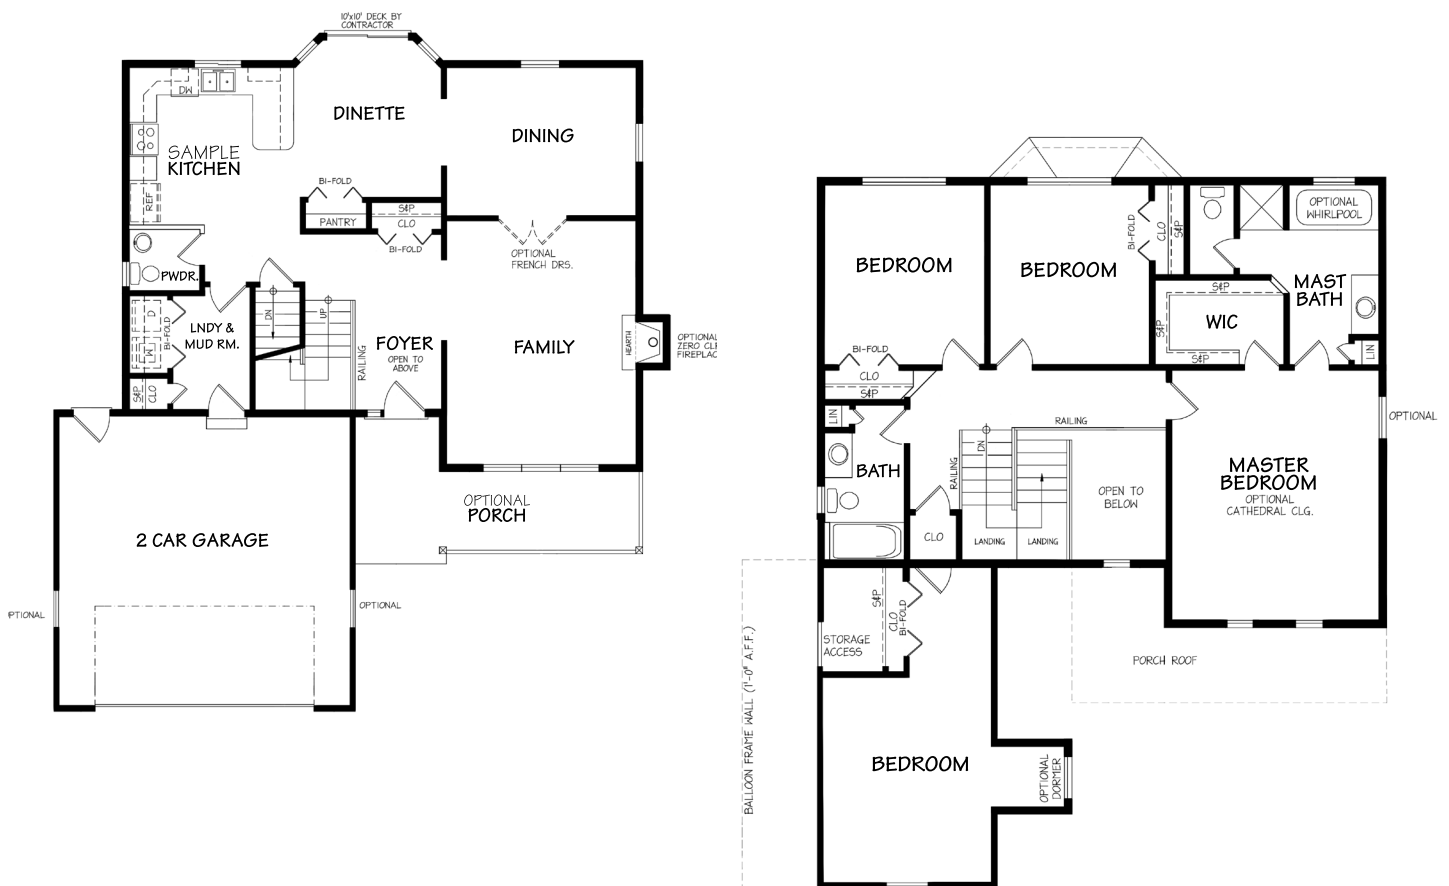 10'x10' DECK BY
CONTRACTOR
DW
DINETTE
DINING
SAMPLE
KITCHEN
REF
BI-FOLD
PANTRY
S&P
CLO
BI-FOLD
OPTIONAL
FRENCH DRS.
PWDR.
D
W
BI-FOLD
LNDY &
MUD RM.
DN
UP
RAILING
FOYER
OPEN TO
ABOVE
FAMILY
HEARTH
OPTIONAL
ZERO CLE
FIREPLAC
S&P
CLO
OPTIONAL
PORCH
2 CAR GARAGE
PTIONAL
OPTIONAL
BEDROOM
BEDROOM
BI-FOLD
CLO
S&P
OPTIONAL
WHIRLPOOL
MAST
BATH
S&P
S&P
WIC
S&P
LIN
BI-FOLD
CLO
S&P
LIN
BATH
RAILING
RAILING
DN
OPEN TO
BELOW
LANDING
LANDING
CLO
MASTER
BEDROOM
OPTIONAL
CATHEDRAL CLG.
OPTIONAL
S&P
CLO
BI-FOLD
STORAGE
ACCESS
PORCH ROOF
BALLOON FRAME WALL (1'-0" A.F.F.)
BEDROOM
OPTIONAL
DORMER